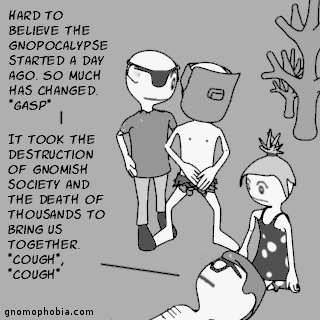 HARD TO
BELIEVE THE
GNOPOCALYPSE
STARTED A DAY
AGO. SO MUCH
HAS CHANGED.
*GASP*
IT TOOK THE
DESTRUCTION
OF GNOMISH
SOCIETY AND
THE DEATH OF
THOUSANDS TO
BRING US
TOGETHER.
*COUGH*,
*COUGH*
gnomophobia.com